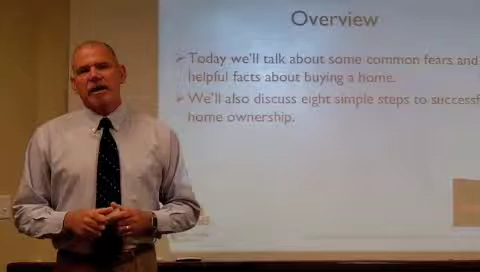 Overview
➢ Today we'll talk about some common fears and
helpful facts about buying a home.
➢ We'll also discuss eight simple steps to successf
home ownership.